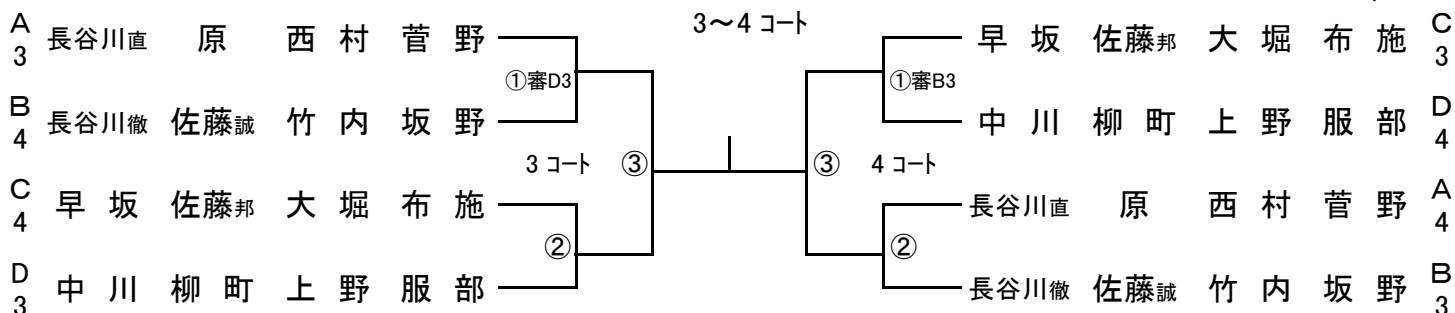 3～4 コート
A 3 長谷川直 原 西村 菅野
①審D3
B 4 長谷川徹 佐藤誠 竹内 坂野
3 コート ③
C 4 早坂 佐藤邦 大堀 布施
②
D 3 中川 柳町 上野 服部
早坂 佐藤邦 大堀 布施 C 3
①審B3
中川 柳町 上野 服部 D 4
③ 4 コート
長谷川直 原 西村 菅野 A 4
②
長谷川徹 佐藤誠 竹内 坂野 B 3